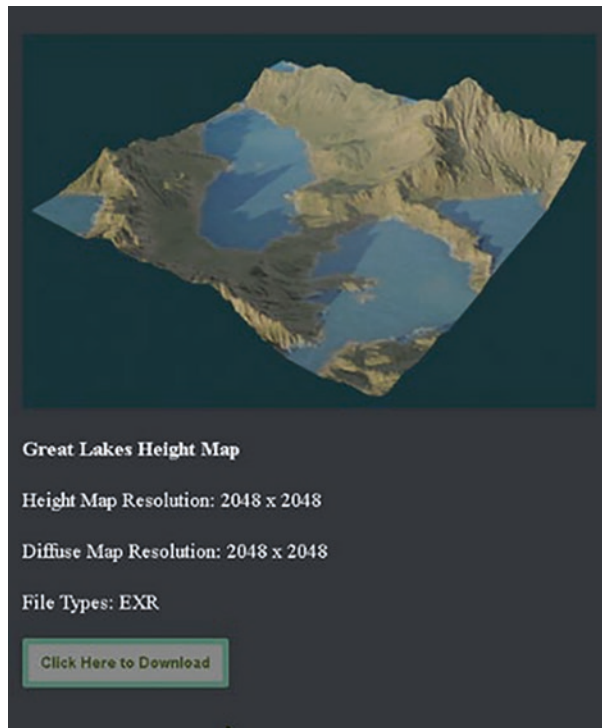 Great Lakes Height Map
Height Map Resolution: 2048 x 2048
Diffuse Map Resolution: 2048 x 2048
File Types: EXR
Click Here to Download